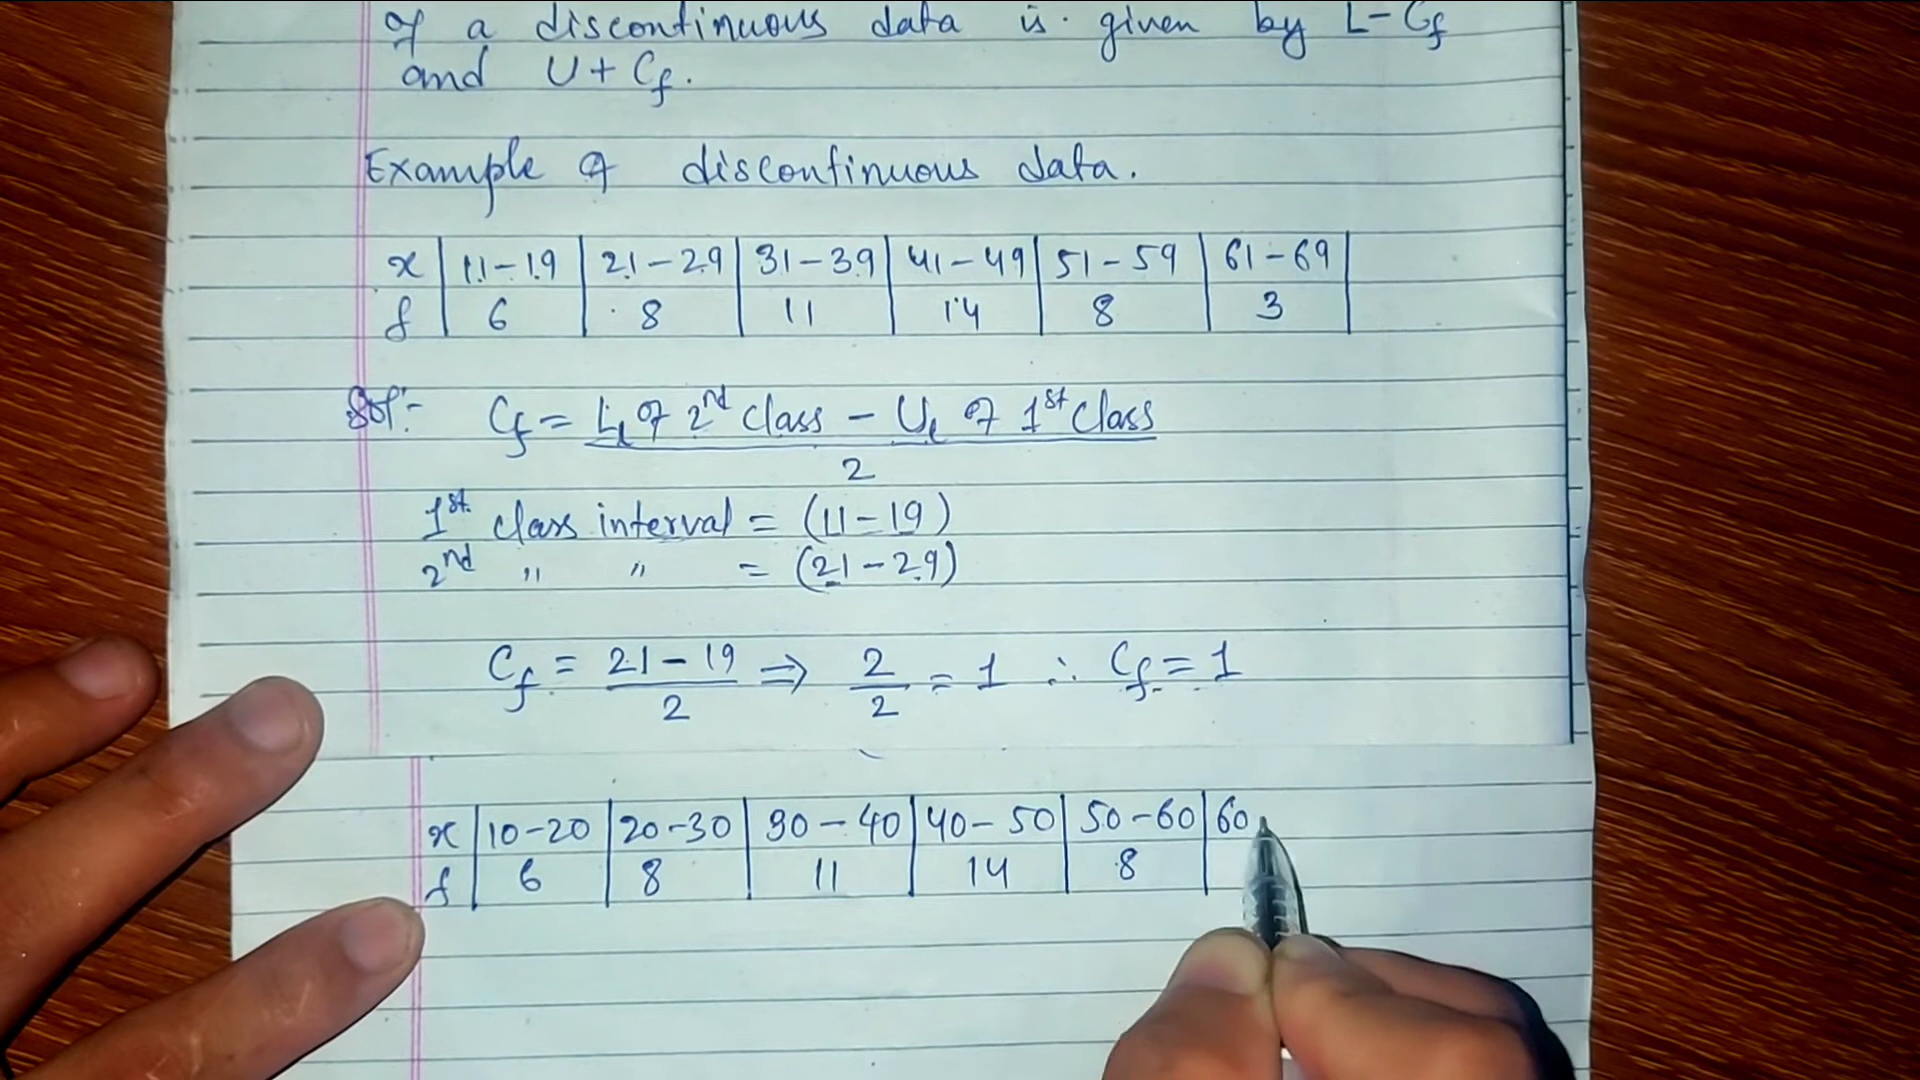 of a discontinuous data is given by L - Cf
and U + Cf.
Example of discontinuous data.
x 11-19 21-29 31-39 41-49 51-59 61-69
f 6 8 11 14 8 3
Solⁿ:- Cf = Ll of 2nd class - Ul of 1st class
2
1st class interval = (11-19)
2nd " " = (21-29)
Cf = 21-19 / 2 ⇒ 2 / 2 = 1 ∴ Cf = 1
x 10-20 20-30 30-40 40-50 50-60 60
f 6 8 11 14 8